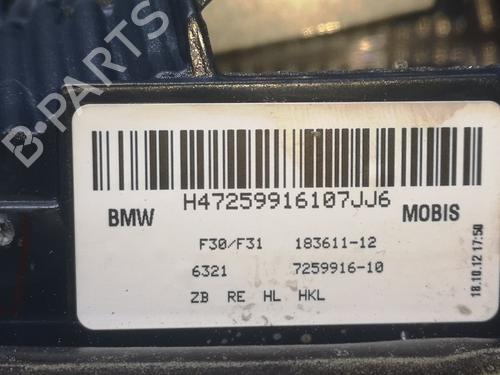 B-PARTS
H47259916107JJ6
BMW
MOBIS
F30/F31 183611-12
6321 7259916-10
ZB RE HL HKL
18.10.12 17:50